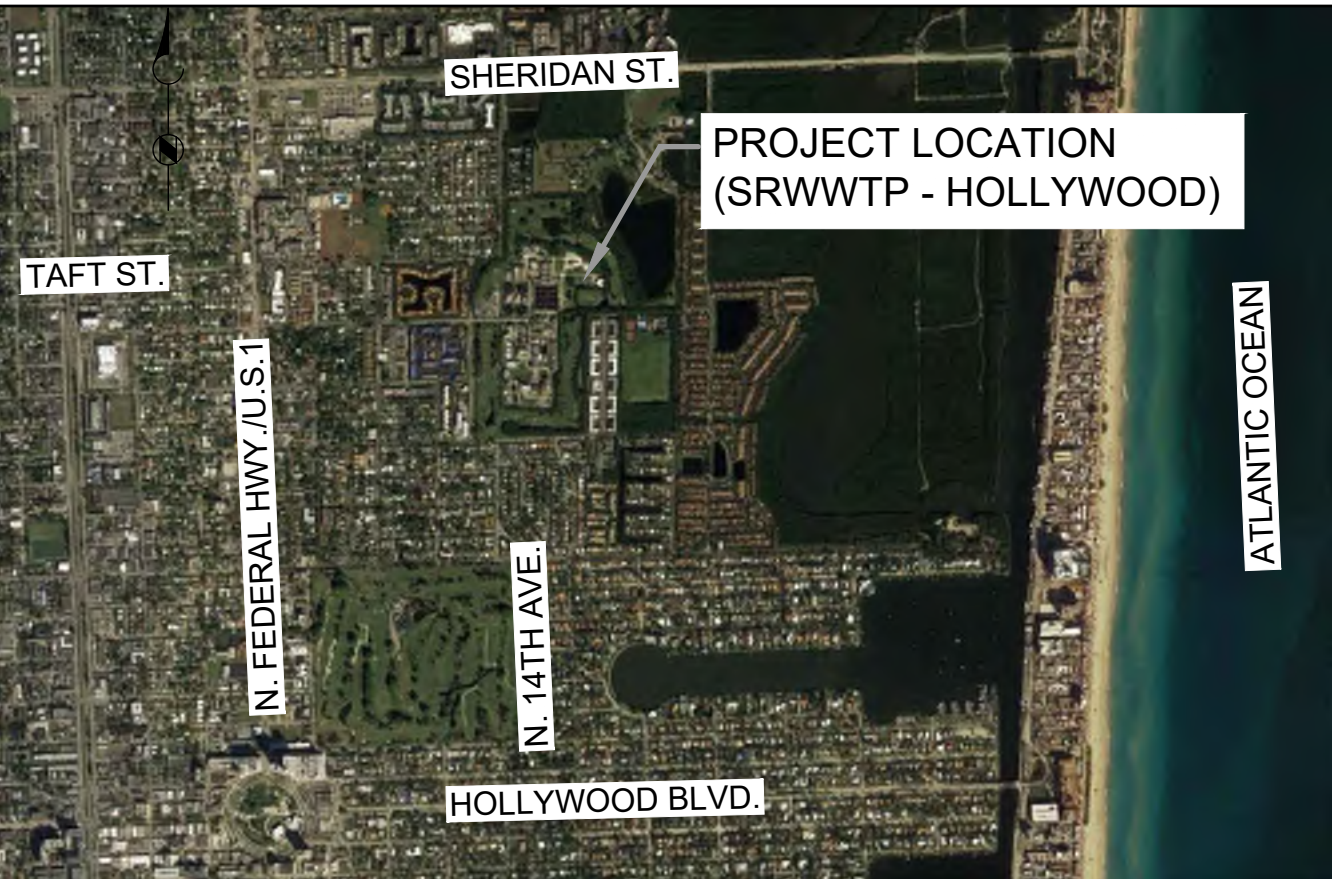 SHERIDAN ST.
PROJECT LOCATION
(SRWWTP - HOLLYWOOD)
TAFT ST.
N. FEDERAL HWY./U.S.1
ATLANTIC OCEAN
N. 14TH AVE.
HOLLYWOOD BLVD.